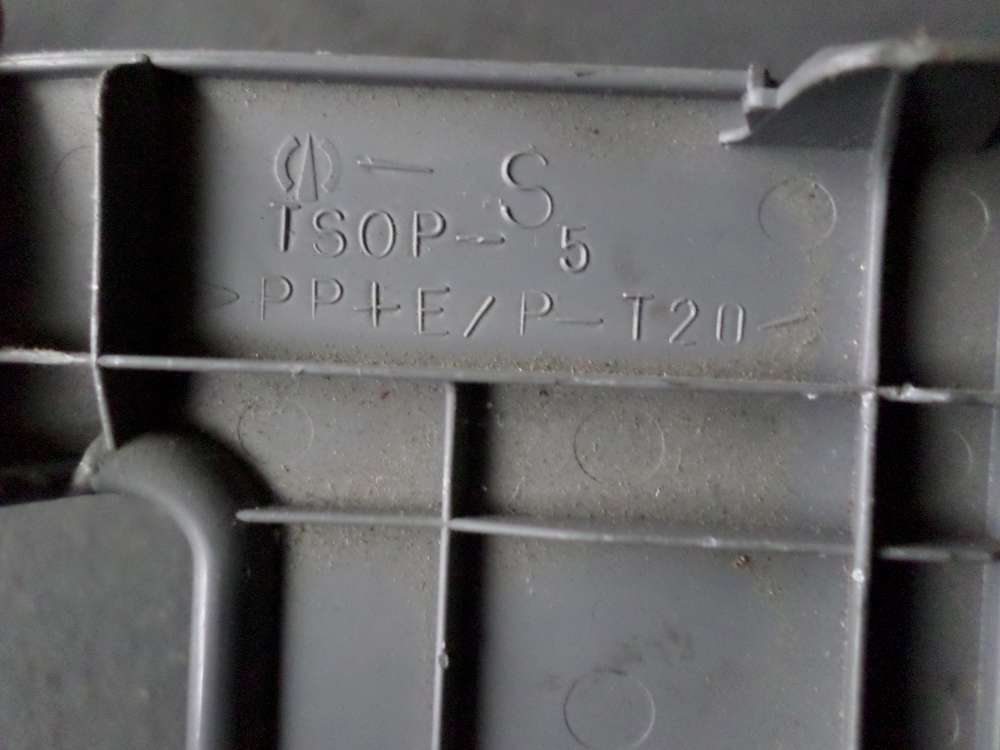 - S
TSOP-5
>PP+E/P-T20<